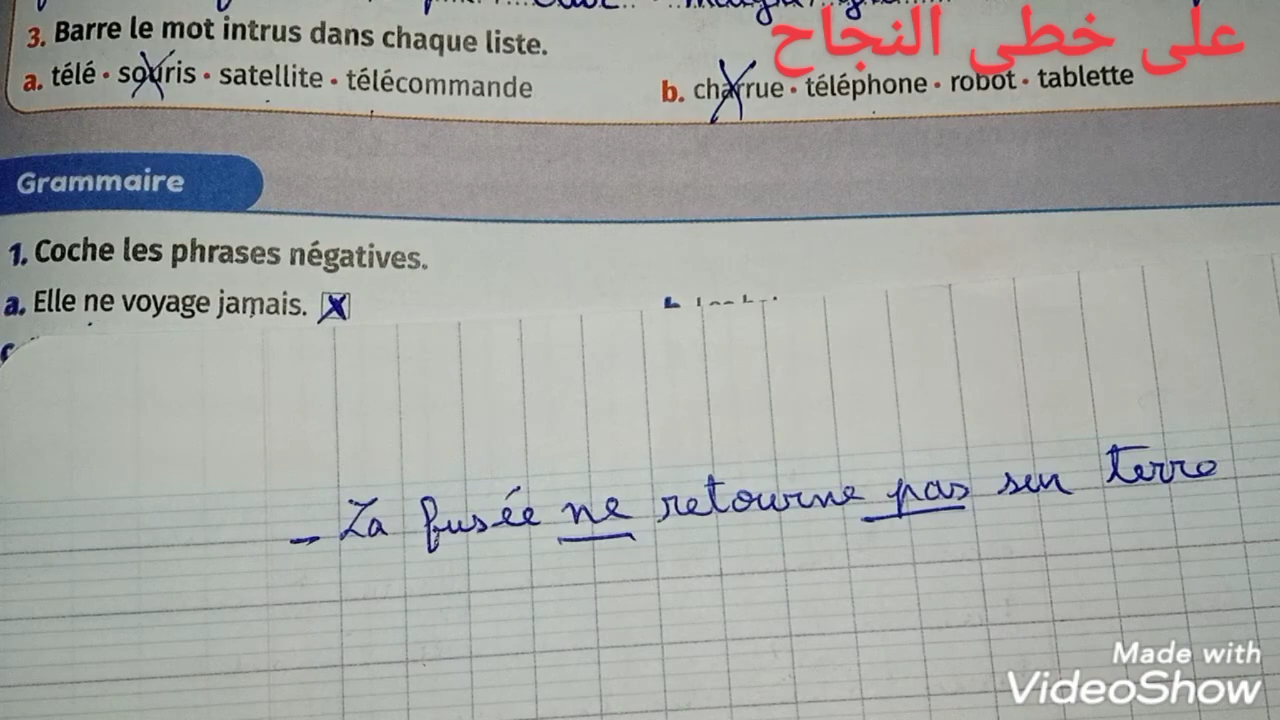 على خطى النجاح
3. Barre le mot intrus dans chaque liste.
a. télé • souris • satellite • télécommande
b. charrue • téléphone • robot • tablette
Grammaire
1. Coche les phrases négatives.
a. Elle ne voyage jamais.
- La fusée ne retourne pas sur terre
Made with
VideoShow